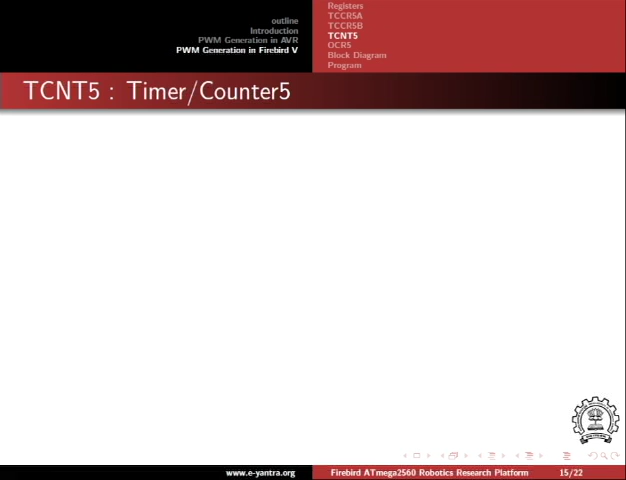 outline
Introduction
PWM Generation in AVR
PWM Generation in Firebird V
Registers
TCCR5A
TCCR5B
TCNT5
OCR5
Block Diagram
Program
TCNT5 : Timer/Counter5
www.e-yantra.org
Firebird ATmega2560 Robotics Research Platform
15/22